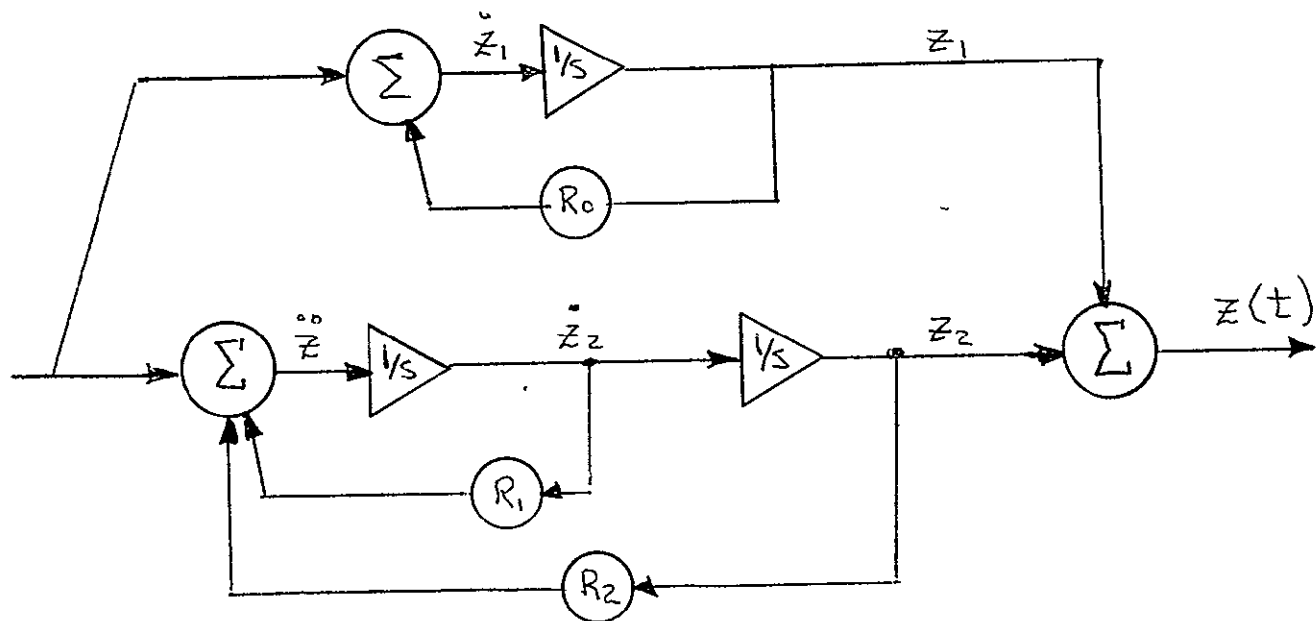 Σ
ż₁
1/S
z₁
R₀
Σ
z̈
1/S
ż₂
1/S
z₂
Σ
z(t)
R₁
R₂